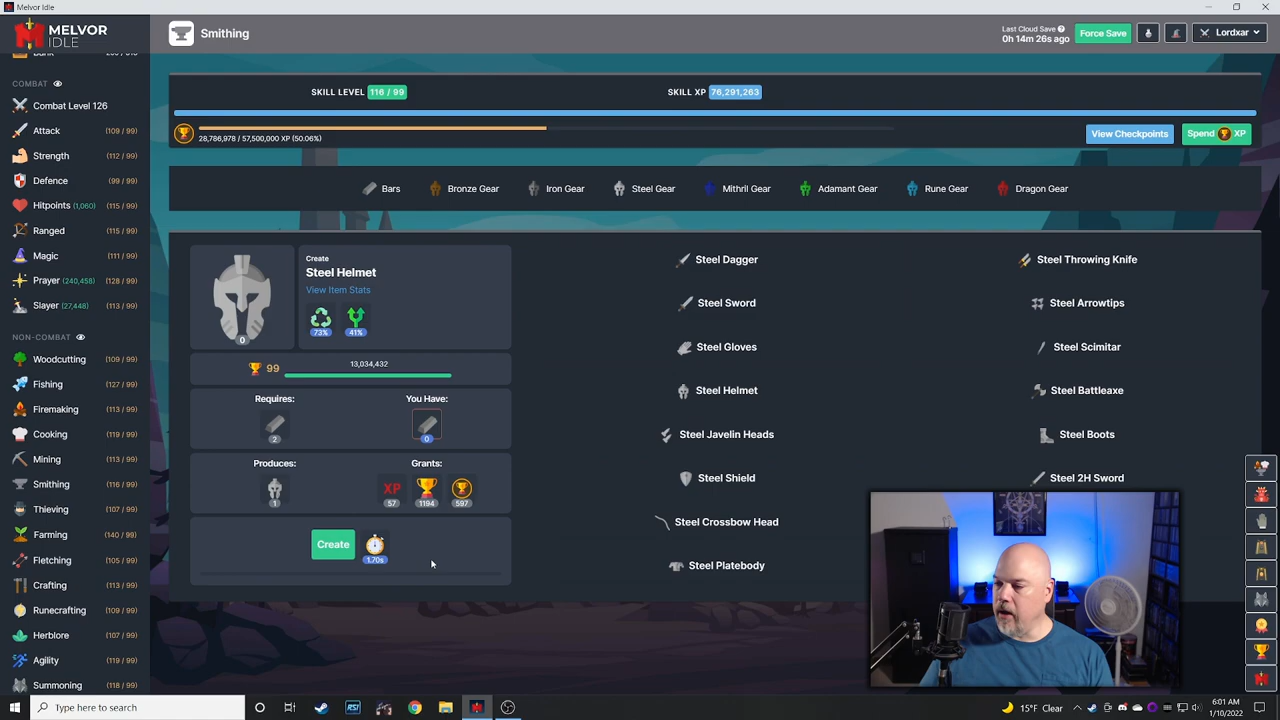 Melvor Idle
MELVOR
IDLE
Smithing
Last Cloud Save
0h 14m 26s ago
Force Save
Lordxar
COMBAT
Combat Level 126
Attack (109 / 99)
Strength (112 / 99)
Defence (99 / 99)
Hitpoints (1,060) (115 / 99)
Ranged (115 / 99)
Magic (111 / 99)
Prayer (240,458) (128 / 99)
Slayer (27,448) (113 / 99)
NON-COMBAT
Woodcutting (109 / 99)
Fishing (127 / 99)
Firemaking (113 / 99)
Cooking (119 / 99)
Mining (113 / 99)
Smithing (116 / 99)
Thieving (107 / 99)
Farming (140 / 99)
Fletching (105 / 99)
Crafting (113 / 99)
Runecrafting (109 / 99)
Herblore (107 / 99)
Agility (119 / 99)
Summoning (118 / 99)
SKILL LEVEL 116 / 99
SKILL XP 76,291,263
28,786,978 / 57,500,000 XP (50.06%)
View Checkpoints
Spend XP
Bars
Bronze Gear
Iron Gear
Steel Gear
Mithril Gear
Adamant Gear
Rune Gear
Dragon Gear
Create
Steel Helmet
View Item Stats
73%
41%
0
99
13,034,432
Requires:
You Have:
2
0
Produces:
Grants:
1
XP
57
1194
597
Create
1.70s
Steel Dagger
Steel Throwing Knife
Steel Sword
Steel Arrowtips
Steel Gloves
Steel Scimitar
Steel Helmet
Steel Battleaxe
Steel Javelin Heads
Steel Boots
Steel Shield
Steel 2H Sword
Steel Crossbow Head
Steel Platebody
Type here to search
RSI
15°F Clear
6:01 AM
1/10/2022